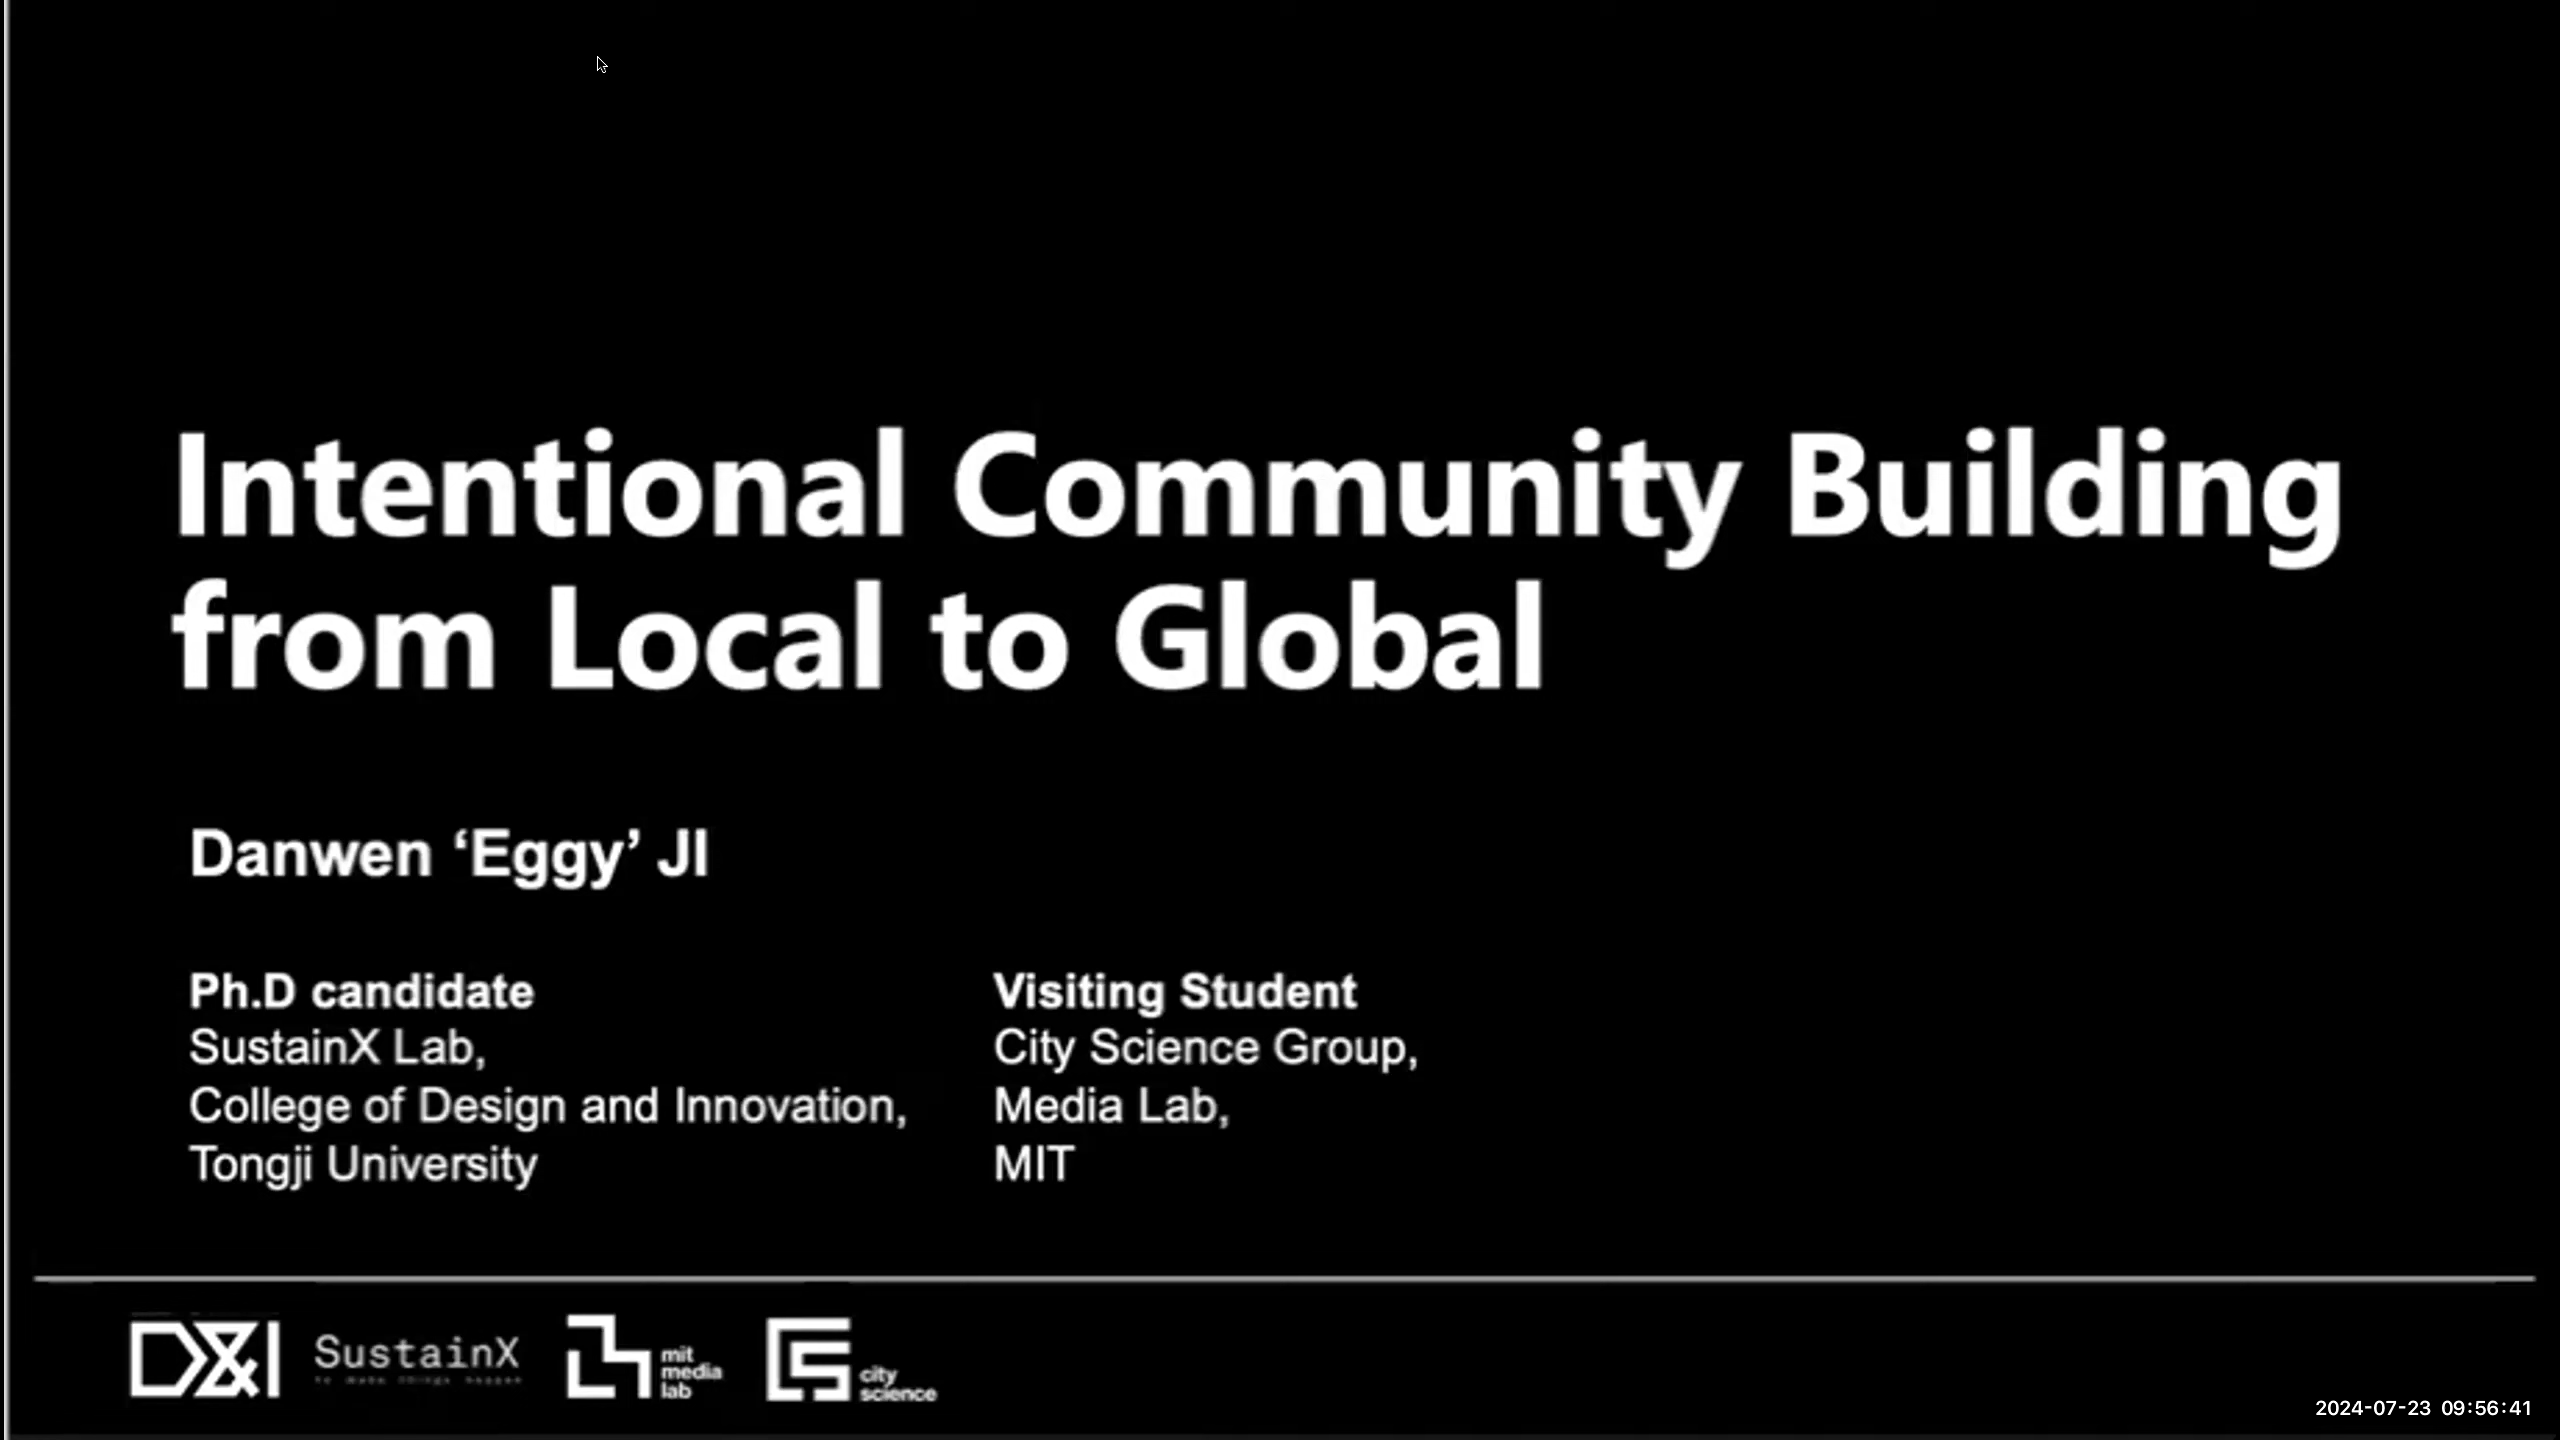 Intentional Community Building
from Local to Global
Danwen ‘Eggy’ JI
Ph.D candidate
SustainX Lab,
College of Design and Innovation,
Tongji University
Visiting Student
City Science Group,
Media Lab,
MIT
D&I
SustainX
mit
media
lab
city
science
2024-07-23 09:56:41